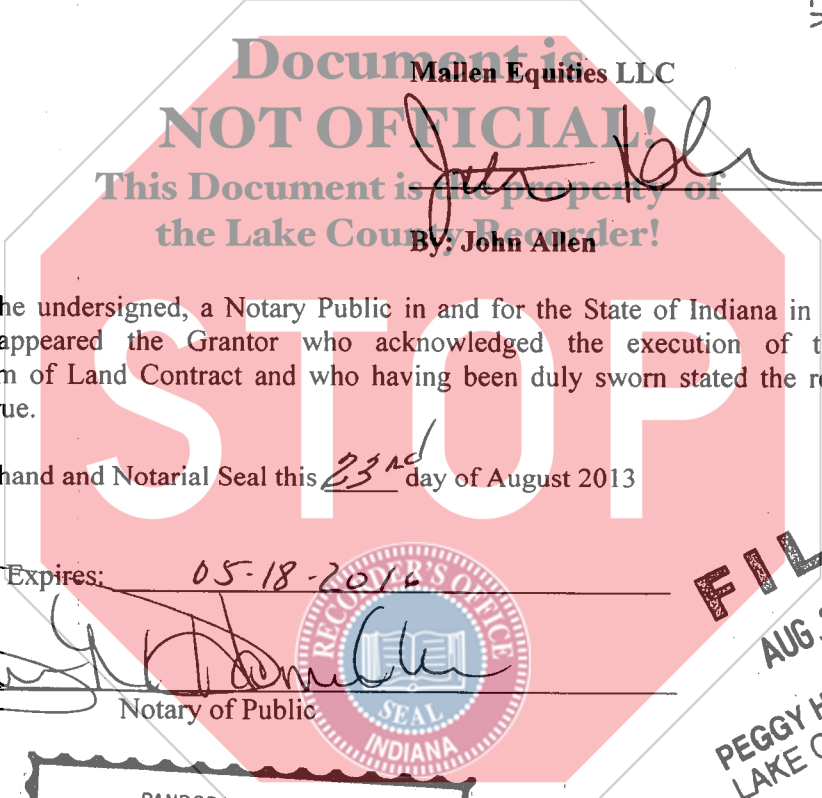 Document is
Mallen Equities LLC
NOT OFFICIAL!
This Document is the property of
the Lake County Recorder!
By: John Allen
he undersigned, a Notary Public in and for the State of Indiana in
appeared the Grantor who acknowledged the execution of t
n of Land Contract and who having been duly sworn stated the r
ue.
STOP
hand and Notarial Seal this 23rd day of August 2013
Expires: 05-18-2016
Notary of Public
RECORDER'S OFFICE
SEAL
INDIANA
FIL
AUG
PEGGY H
LAKE C